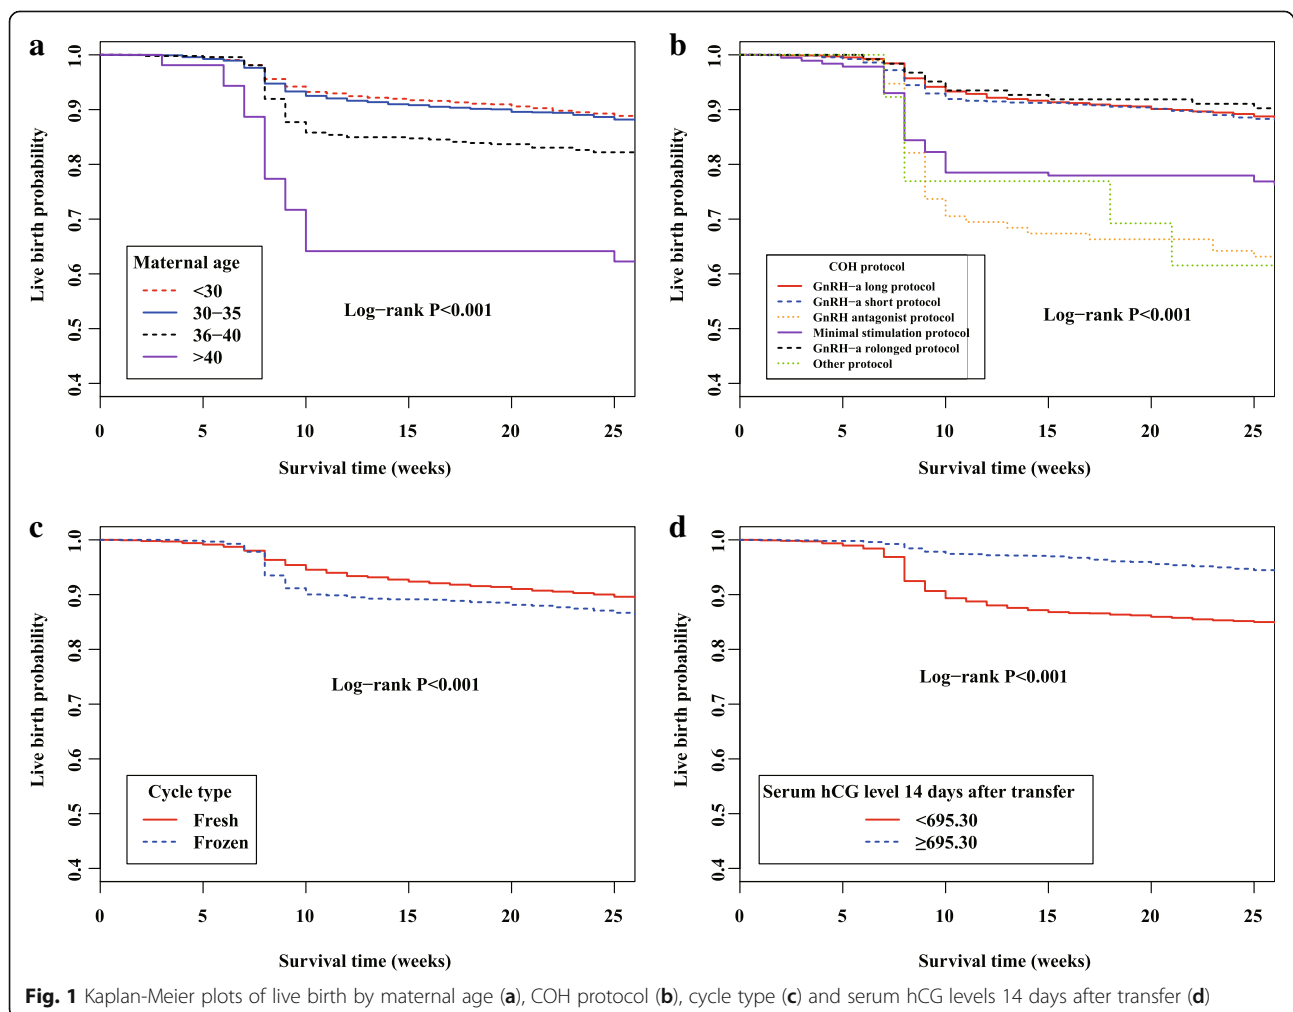 a
Live birth probability
1.0
0.9
0.8
0.7
0.6
0.5
0.4
Maternal age
<30
30−35
36−40
>40
Log−rank P<0.001
0 5 10 15 20 25
Survival time (weeks)
b
Live birth probability
1.0
0.9
0.8
0.7
0.6
0.5
0.4
COH protocol
GnRH−a long protocol
GnRH−a short protocol
GnRH antagonist protocol
Minimal stimulation protocol
GnRH−a rolonged protocol
Other protocol
Log−rank P<0.001
0 5 10 15 20 25
Survival time (weeks)
c
Live birth probability
1.0
0.9
0.8
0.7
0.6
0.5
0.4
Log−rank P<0.001
Cycle type
Fresh
Frozen
0 5 10 15 20 25
Survival time (weeks)
d
Live birth probability
1.0
0.9
0.8
0.7
0.6
0.5
0.4
Log−rank P<0.001
Serum hCG level 14 days after transfer
<695.30
≥695.30
0 5 10 15 20 25
Survival time (weeks)
Fig. 1 Kaplan-Meier plots of live birth by maternal age (a), COH protocol (b), cycle type (c) and serum hCG levels 14 days after transfer (d)